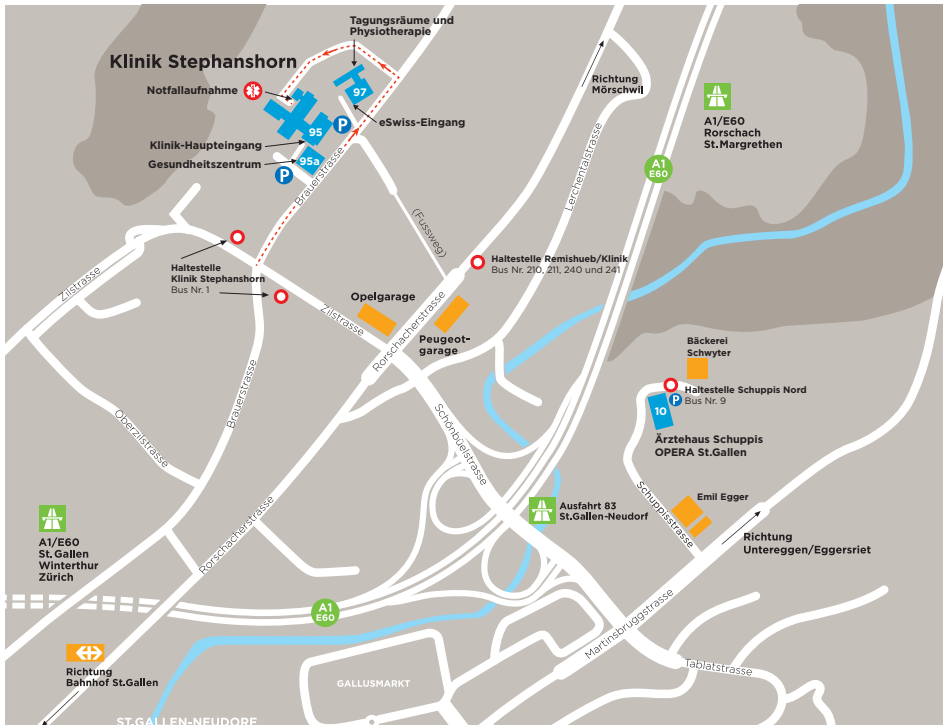 Tagungsräume und
Physiotherapie
Klinik Stephanshorn
Notfallaufnahme
97
eSwiss-Eingang
P
95
Klinik-Haupteingang
Gesundheitszentrum
95a
P
Brauerstrasse
(Fussweg)
Lerchentalstrasse
Richtung
Mörschwil
A1/E60
Rorschach
St.Margrethen
A1
E60
Haltestelle
Klinik Stephanshorn
Bus Nr. 1
Zilstrasse
Haltestelle Remishueb/Klinik
Bus Nr. 210, 211, 240 und 241
Opelgarage
Zilstrasse
Rorschacherstrasse
Peugeot-
garage
Bäckerei
Schwyter
Haltestelle Schuppis Nord
P
Bus Nr. 9
10
Ärztehaus Schuppis
OPERA St.Gallen
Brauerstrasse
Oberzilstrasse
Schönbüelstrasse
Rorschacherstrasse
Ausfahrt 83
St.Gallen-Neudorf
Emil Egger
Schuppisstrasse
Richtung
Untereggen/Eggersriet
A1/E60
St.Gallen
Winterthur
Zürich
A1
E60
Martinsbruggstrasse
Tablatstrasse
Richtung
Bahnhof St.Gallen
GALLUSMARKT
ST.GALLEN-NEUDORF